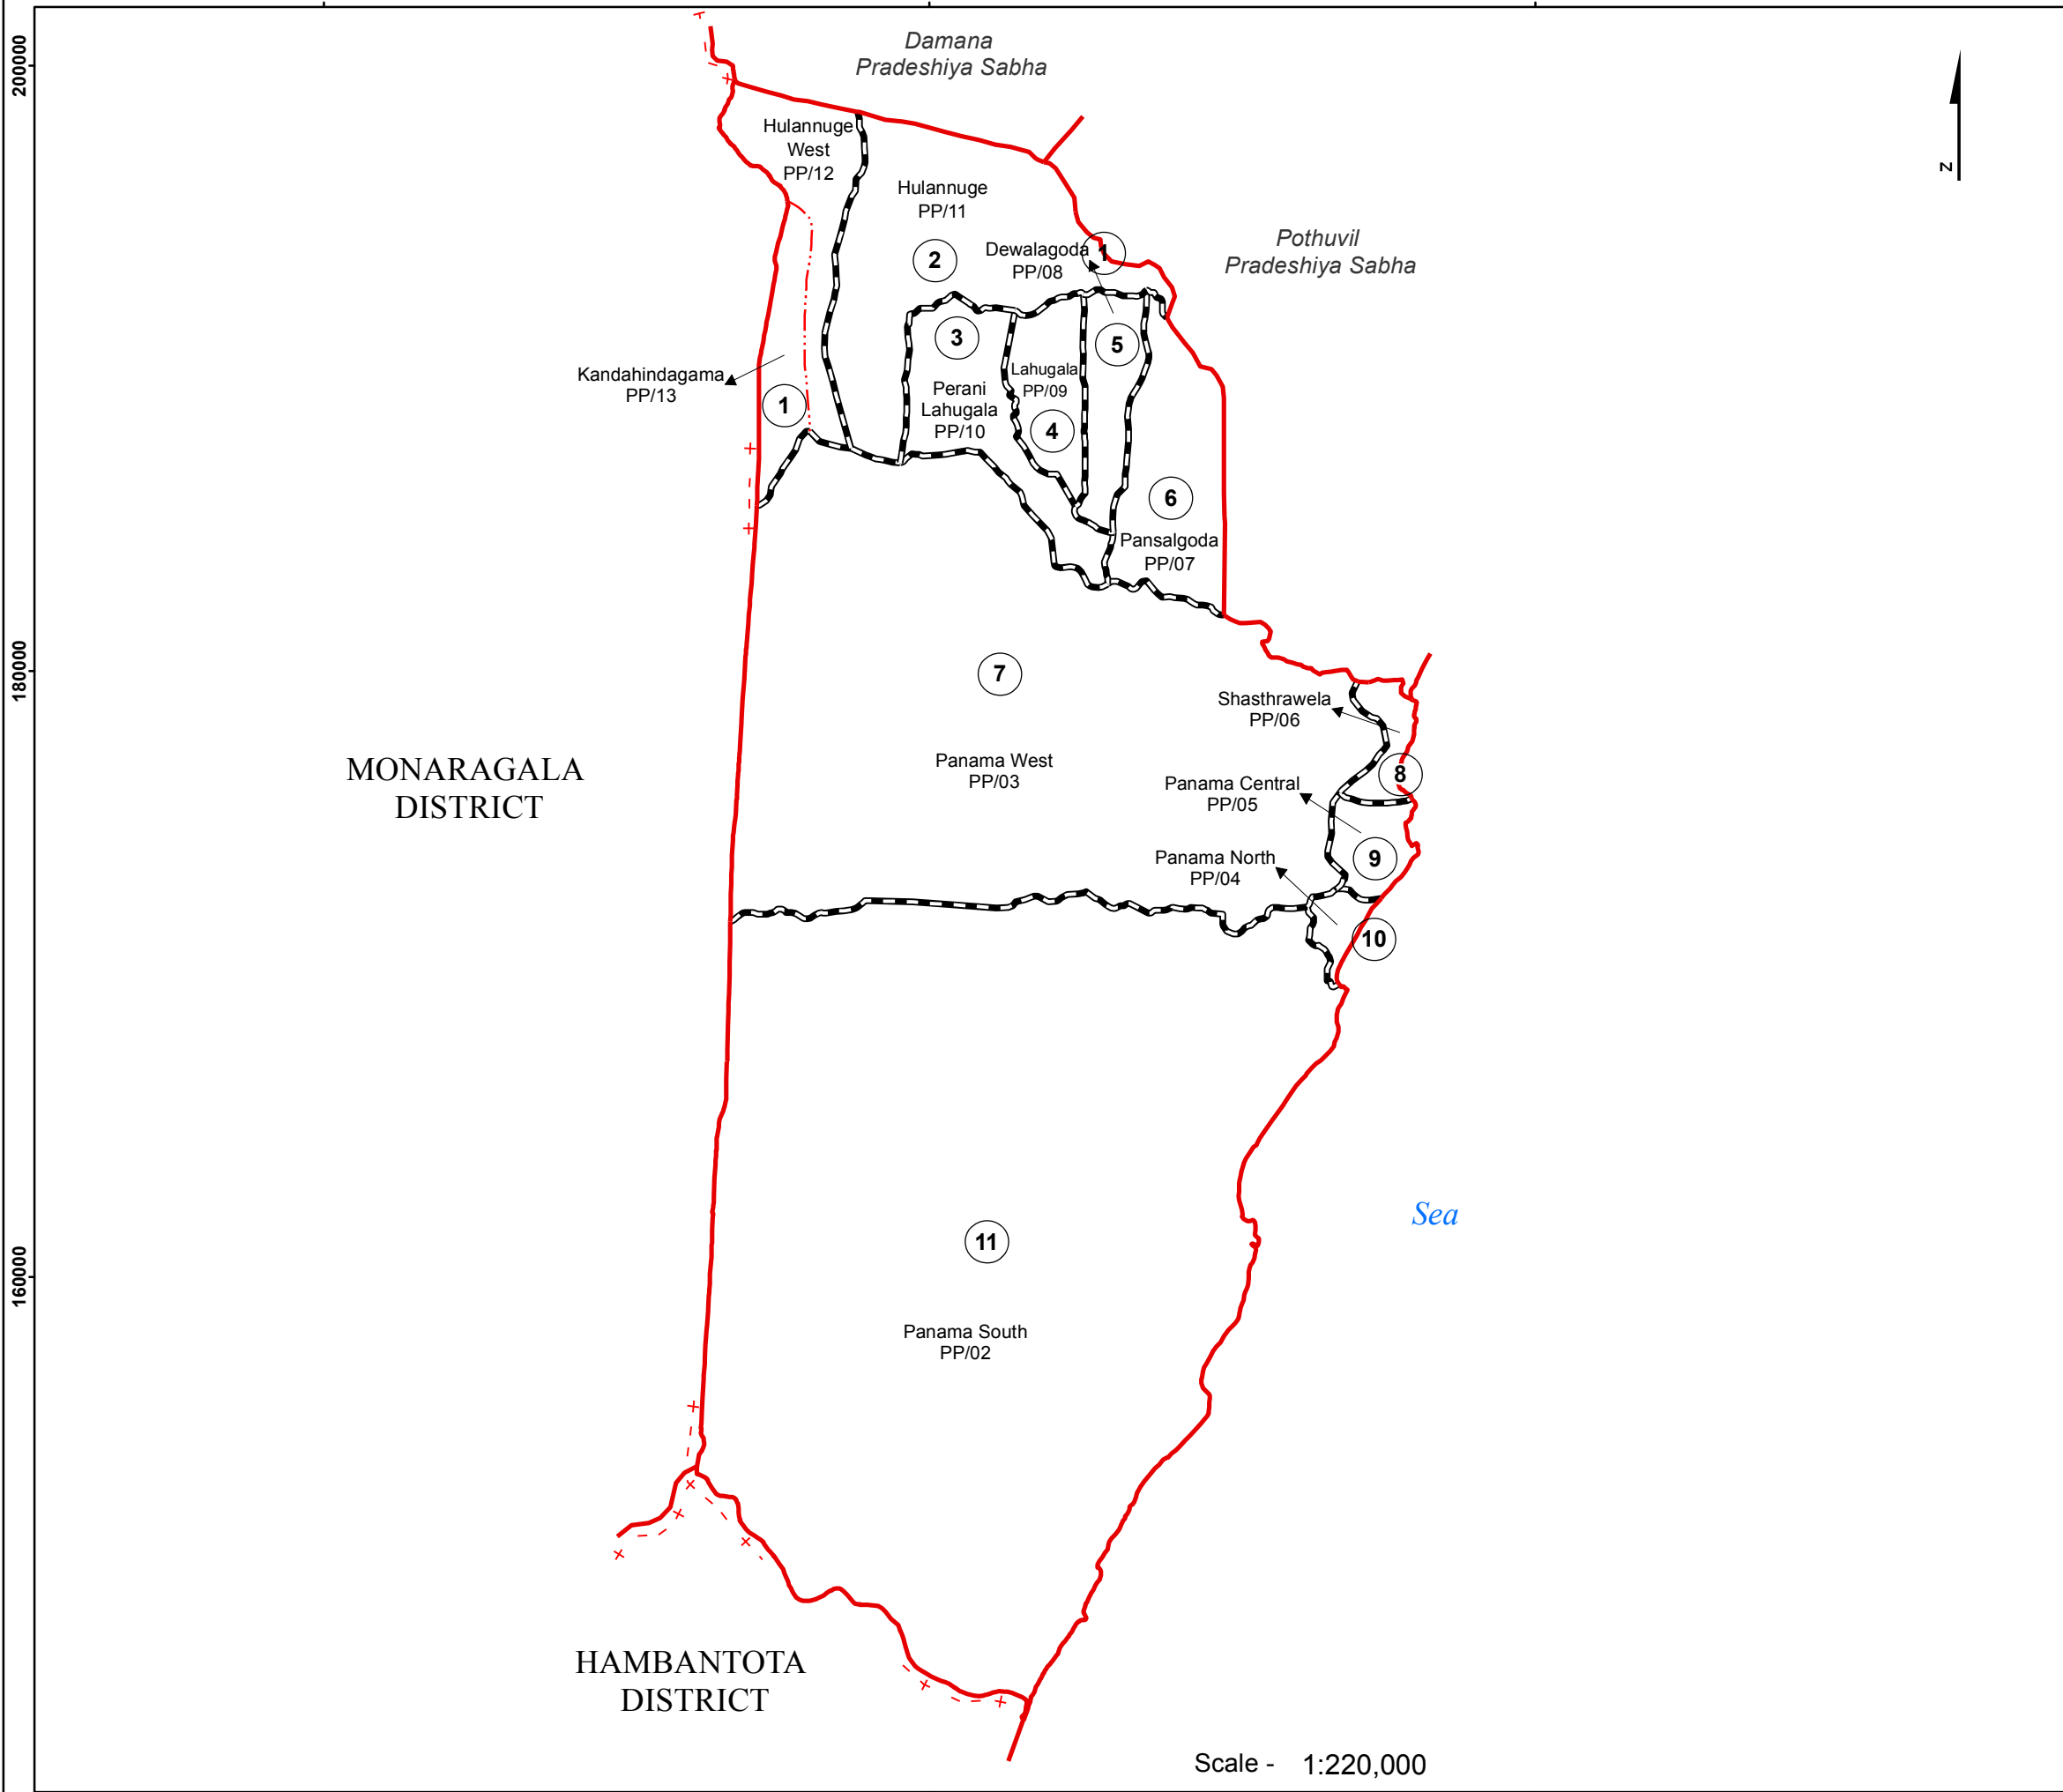 Damana
Pradeshiya Sabha
200000
N
Hulannuge
West
PP/12
Hulannuge
PP/11
Pothuvil
Pradeshiya Sabha
Dewalagoda
PP/08
1
2
3
5
Kandahindagama
PP/13
Lahugala
PP/09
Perani
Lahugala
PP/10
1
4
6
Pansalgoda
PP/07
180000
7
Shasthrawela
PP/06
Panama West
PP/03
MONARAGALA
DISTRICT
8
Panama Central
PP/05
9
Panama North
PP/04
10
Sea
11
160000
Panama South
PP/02
HAMBANTOTA
DISTRICT
Scale - 1:220,000